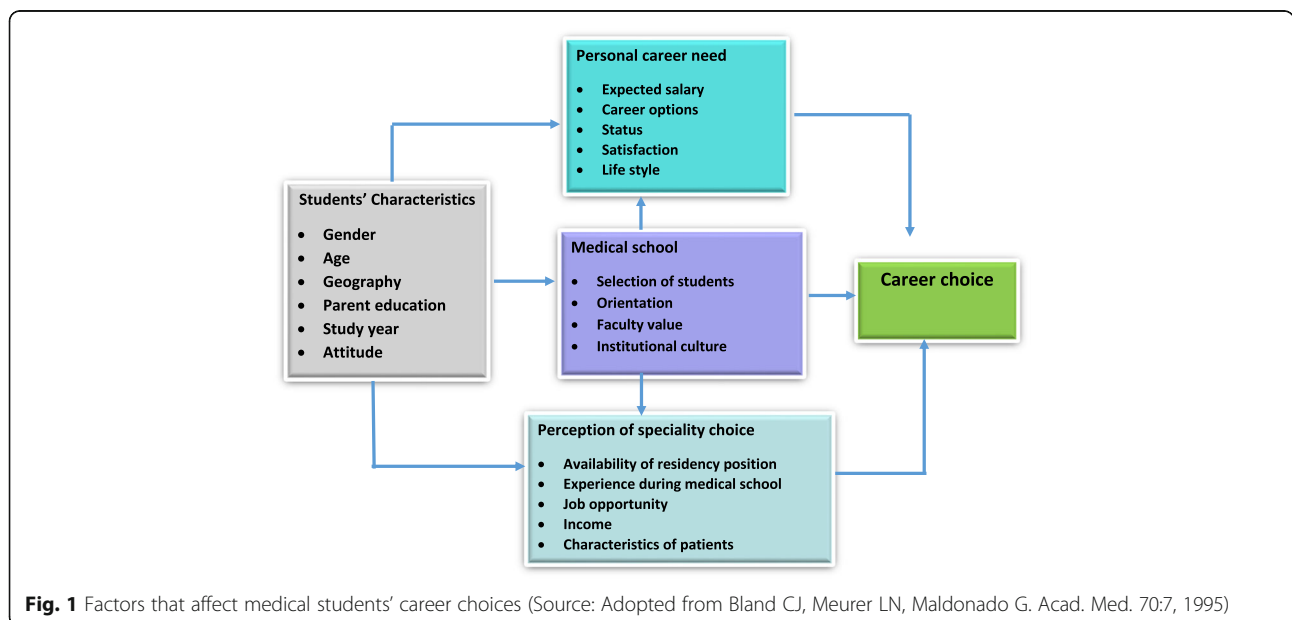 Personal career need
• Expected salary
• Career options
• Status
• Satisfaction
• Life style
Students’ Characteristics
• Gender
• Age
• Geography
• Parent education
• Study year
• Attitude
Medical school
• Selection of students
• Orientation
• Faculty value
• Institutional culture
Career choice
Perception of speciality choice
• Availability of residency position
• Experience during medical school
• Job opportunity
• Income
• Characteristics of patients
Fig. 1 Factors that affect medical students’ career choices (Source: Adopted from Bland CJ, Meurer LN, Maldonado G. Acad. Med. 70:7, 1995)